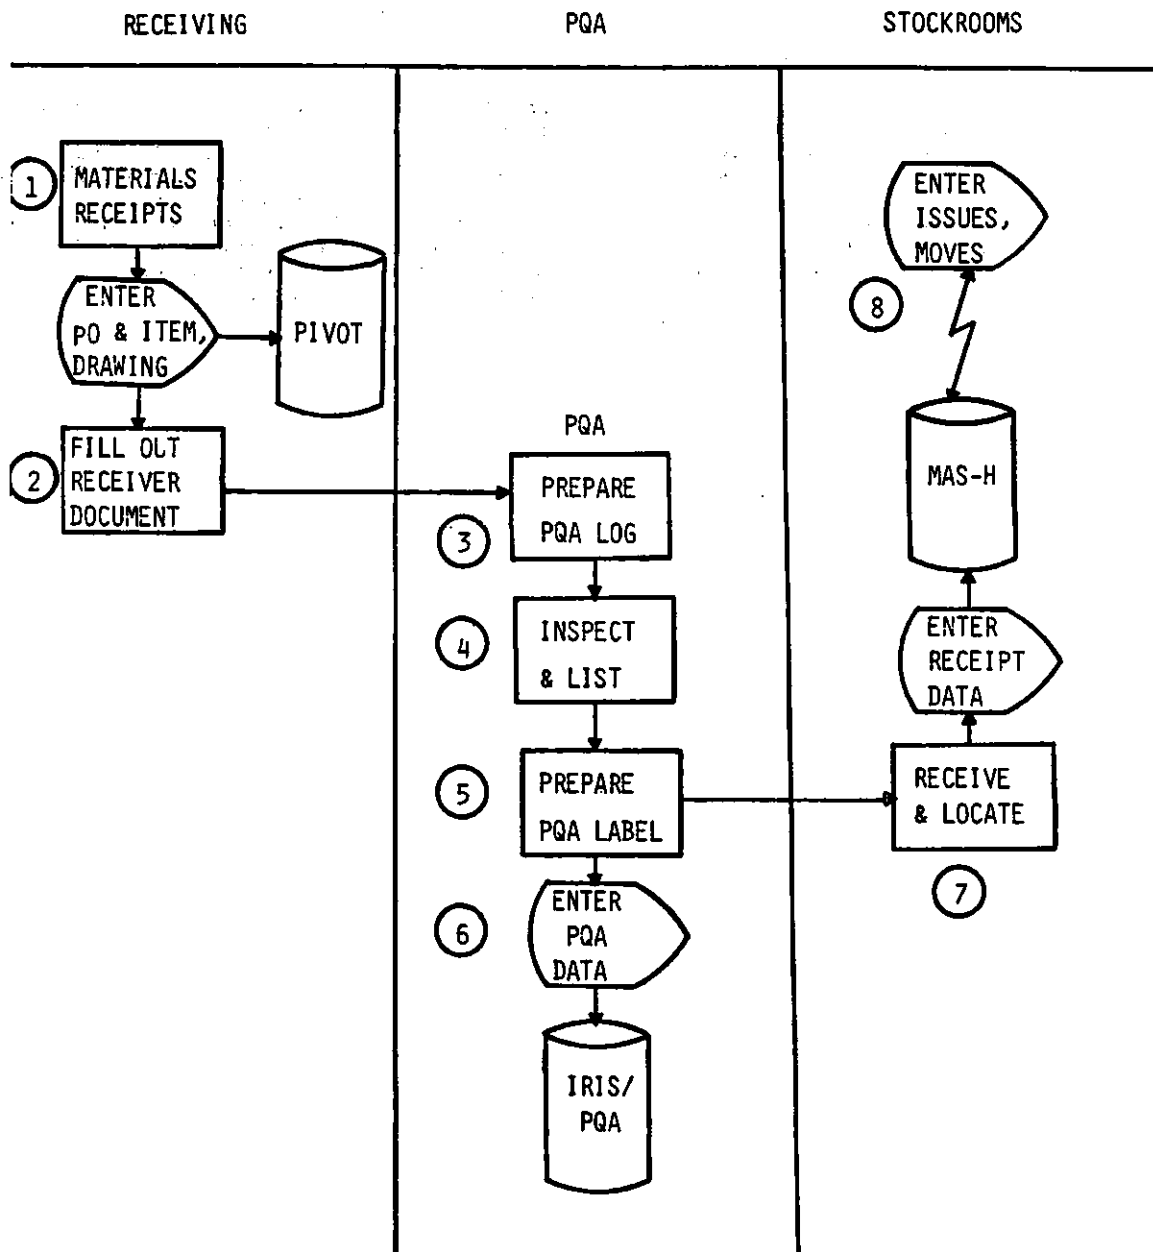 RECEIVING
PQA
STOCKROOMS
1
MATERIALS
RECEIPTS
ENTER
PO & ITEM,
DRAWING
PIVOT
2
FILL OUT
RECEIVER
DOCUMENT
PQA
PREPARE
PQA LOG
3
4
INSPECT
& LIST
5
PREPARE
PQA LABEL
6
ENTER
PQA
DATA
IRIS/
PQA
ENTER
ISSUES,
MOVES
8
MAS-H
ENTER
RECEIPT
DATA
RECEIVE
& LOCATE
7